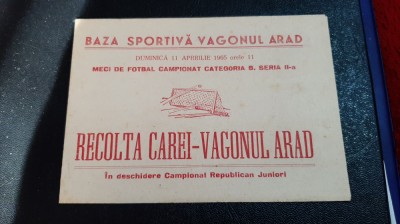 BAZA SPORTIVĂ VAGONUL ARAD
DUMINICĂ 11 APRILIE 1965 orele 11
MECI DE FOTBAL CAMPIONAT CATEGORIA B. SERIA II-a
RECOLTA CAREI-VAGONUL ARAD
În deschidere Campionat Republican Juniori